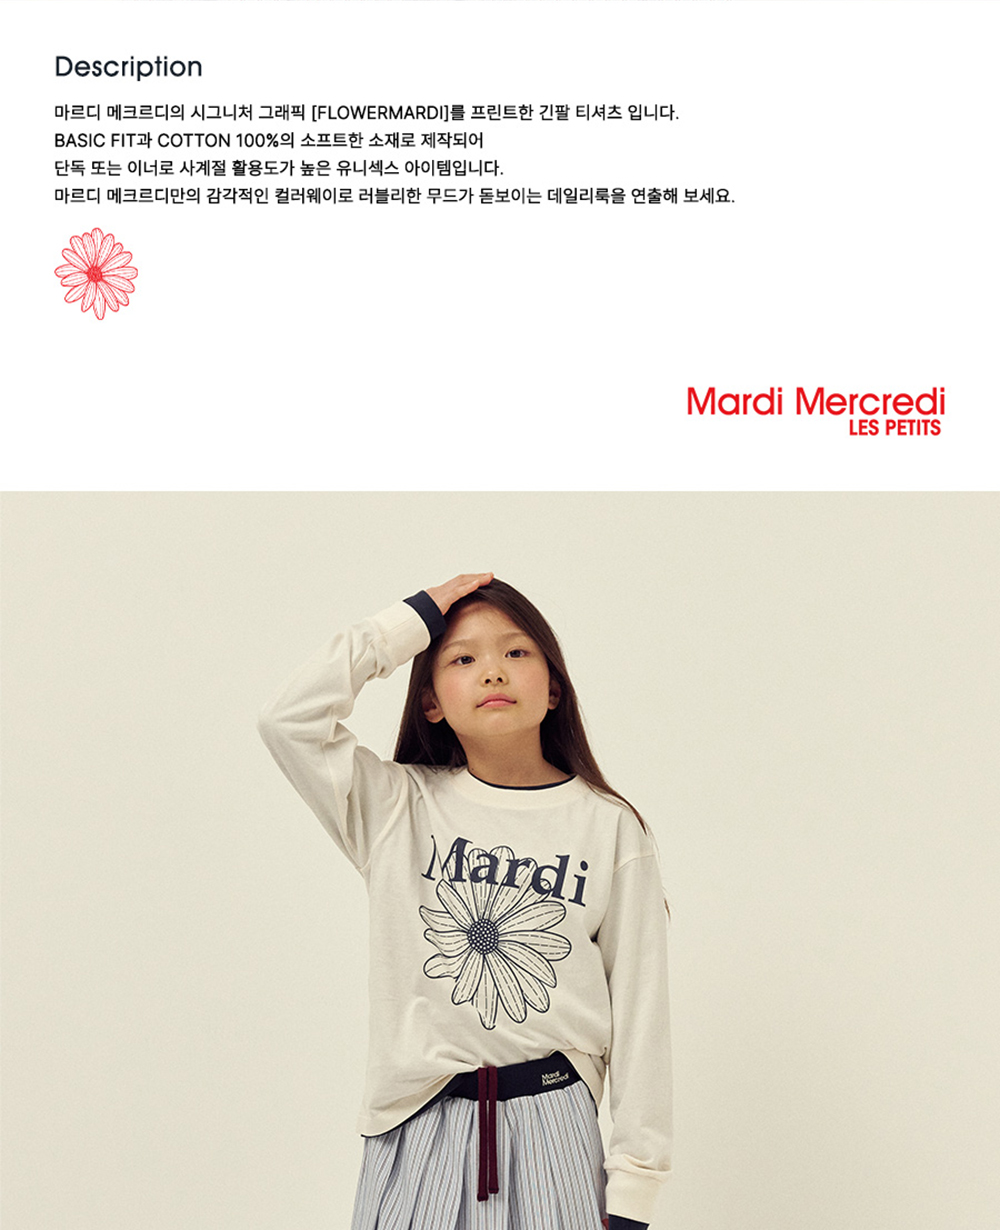 Description
마르디 메크르디의 시그니처 그래픽 [FLOWERMARDI]를 프린트한 긴팔 티셔츠 입니다.
BASIC FIT과 COTTON 100%의 소프트한 소재로 제작되어
단독 또는 이너로 사계절 활용도가 높은 유니섹스 아이템입니다.
마르디 메크르디만의 감각적인 컬러웨이로 러블리한 무드가 돋보이는 데일리룩을 연출해 보세요.
Mardi Mercredi
LES PETITS
Mardi
Mardi
Mercredi